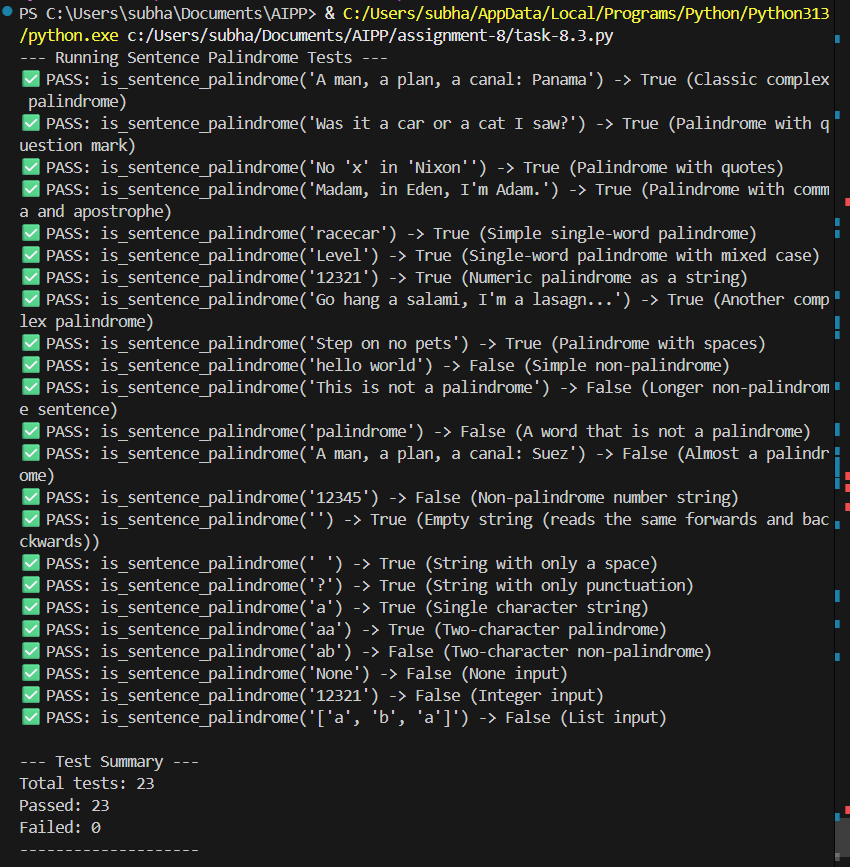 PS C:\Users\subha\Documents\AIPP> & C:/Users/subha/AppData/Local/Programs/Python/Python313
/python.exe c:/Users/subha/Documents/AIPP/assignment-8/task-8.3.py
--- Running Sentence Palindrome Tests ---
✅ PASS: is_sentence_palindrome('A man, a plan, a canal: Panama') -> True (Classic complex
 palindrome)
✅ PASS: is_sentence_palindrome('Was it a car or a cat I saw?') -> True (Palindrome with q
uestion mark)
✅ PASS: is_sentence_palindrome('No 'x' in 'Nixon'') -> True (Palindrome with quotes)
✅ PASS: is_sentence_palindrome('Madam, in Eden, I'm Adam.') -> True (Palindrome with comm
a and apostrophe)
✅ PASS: is_sentence_palindrome('racecar') -> True (Simple single-word palindrome)
✅ PASS: is_sentence_palindrome('Level') -> True (Single-word palindrome with mixed case)
✅ PASS: is_sentence_palindrome('12321') -> True (Numeric palindrome as a string)
✅ PASS: is_sentence_palindrome('Go hang a salami, I'm a lasagn...') -> True (Another comp
lex palindrome)
✅ PASS: is_sentence_palindrome('Step on no pets') -> True (Palindrome with spaces)
✅ PASS: is_sentence_palindrome('hello world') -> False (Simple non-palindrome)
✅ PASS: is_sentence_palindrome('This is not a palindrome') -> False (Longer non-palindrom
e sentence)
✅ PASS: is_sentence_palindrome('palindrome') -> False (A word that is not a palindrome)
✅ PASS: is_sentence_palindrome('A man, a plan, a canal: Suez') -> False (Almost a palindr
ome)
✅ PASS: is_sentence_palindrome('12345') -> False (Non-palindrome number string)
✅ PASS: is_sentence_palindrome('') -> True (Empty string (reads the same forwards and bac
ckwards))
✅ PASS: is_sentence_palindrome(' ') -> True (String with only a space)
✅ PASS: is_sentence_palindrome('?') -> True (String with only punctuation)
✅ PASS: is_sentence_palindrome('a') -> True (Single character string)
✅ PASS: is_sentence_palindrome('aa') -> True (Two-character palindrome)
✅ PASS: is_sentence_palindrome('ab') -> False (Two-character non-palindrome)
✅ PASS: is_sentence_palindrome('None') -> False (None input)
✅ PASS: is_sentence_palindrome('12321') -> False (Integer input)
✅ PASS: is_sentence_palindrome('['a', 'b', 'a']') -> False (List input)
--- Test Summary ---
Total tests: 23
Passed: 23
Failed: 0
--------------------